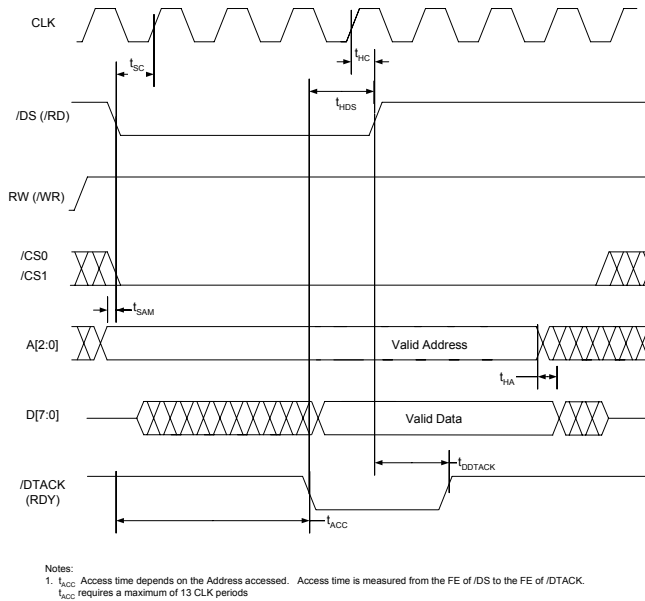 CLK
tSC
tHC
tHDS
/DS (/RD)
RW (/WR)
/CS0
/CS1
tSAM
A[2:0]
Valid Address
tHA
D[7:0]
Valid Data
tDDTACK
/DTACK
(RDY)
tACC
Notes:
1. tACC Access time depends on the Address accessed. Access time is measured from the FE of /DS to the FE of /DTACK.
tACC requires a maximum of 13 CLK periods